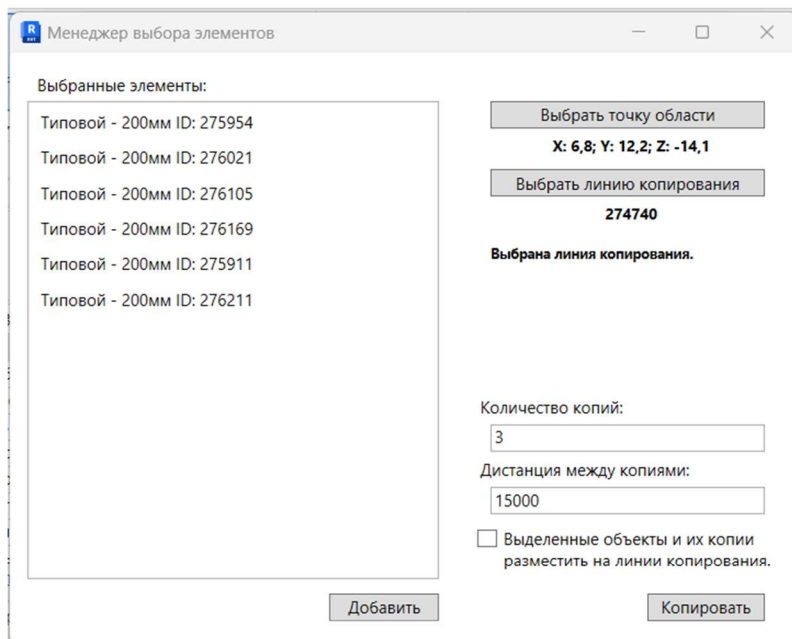 Менеджер выбора элементов
Выбранные элементы:
Типовой - 200мм ID: 275954
Типовой - 200мм ID: 276021
Типовой - 200мм ID: 276105
Типовой - 200мм ID: 276169
Типовой - 200мм ID: 275911
Типовой - 200мм ID: 276211
Добавить
Выбрать точку области
X: 6,8; Y: 12,2; Z: -14,1
Выбрать линию копирования
274740
Выбрана линия копирования.
Количество копий:
3
Дистанция между копиями:
15000
Выделенные объекты и их копии
разместить на линии копирования.
Копировать